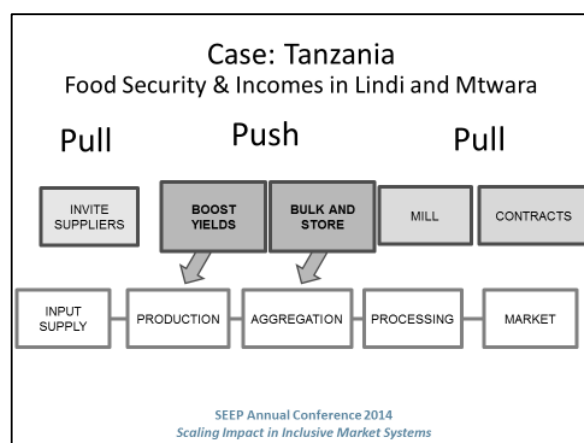 Case: Tanzania
Food Security & Incomes in Lindi and Mtwara
Pull
Push
Pull
INVITE
SUPPLIERS
BOOST
YIELDS
BULK AND
STORE
MILL
CONTRACTS
INPUT
SUPPLY
PRODUCTION
AGGREGATION
PROCESSING
MARKET
SEEP Annual Conference 2014
Scaling Impact in Inclusive Market Systems